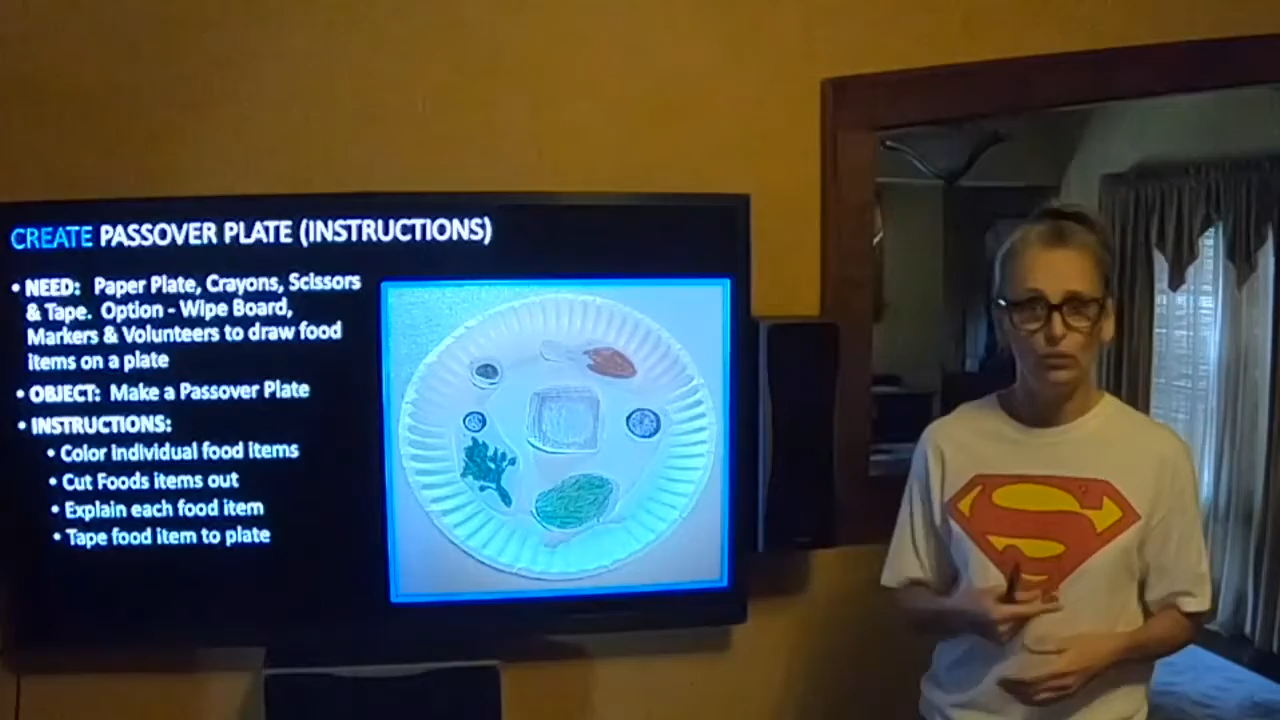 CREATE PASSOVER PLATE (INSTRUCTIONS)
• NEED: Paper Plate, Crayons, Scissors
& Tape. Option - Wipe Board,
Markers & Volunteers to draw food
items on a plate
• OBJECT: Make a Passover Plate
• INSTRUCTIONS:
• Color individual food items
• Cut Foods items out
• Explain each food item
• Tape food item to plate
S